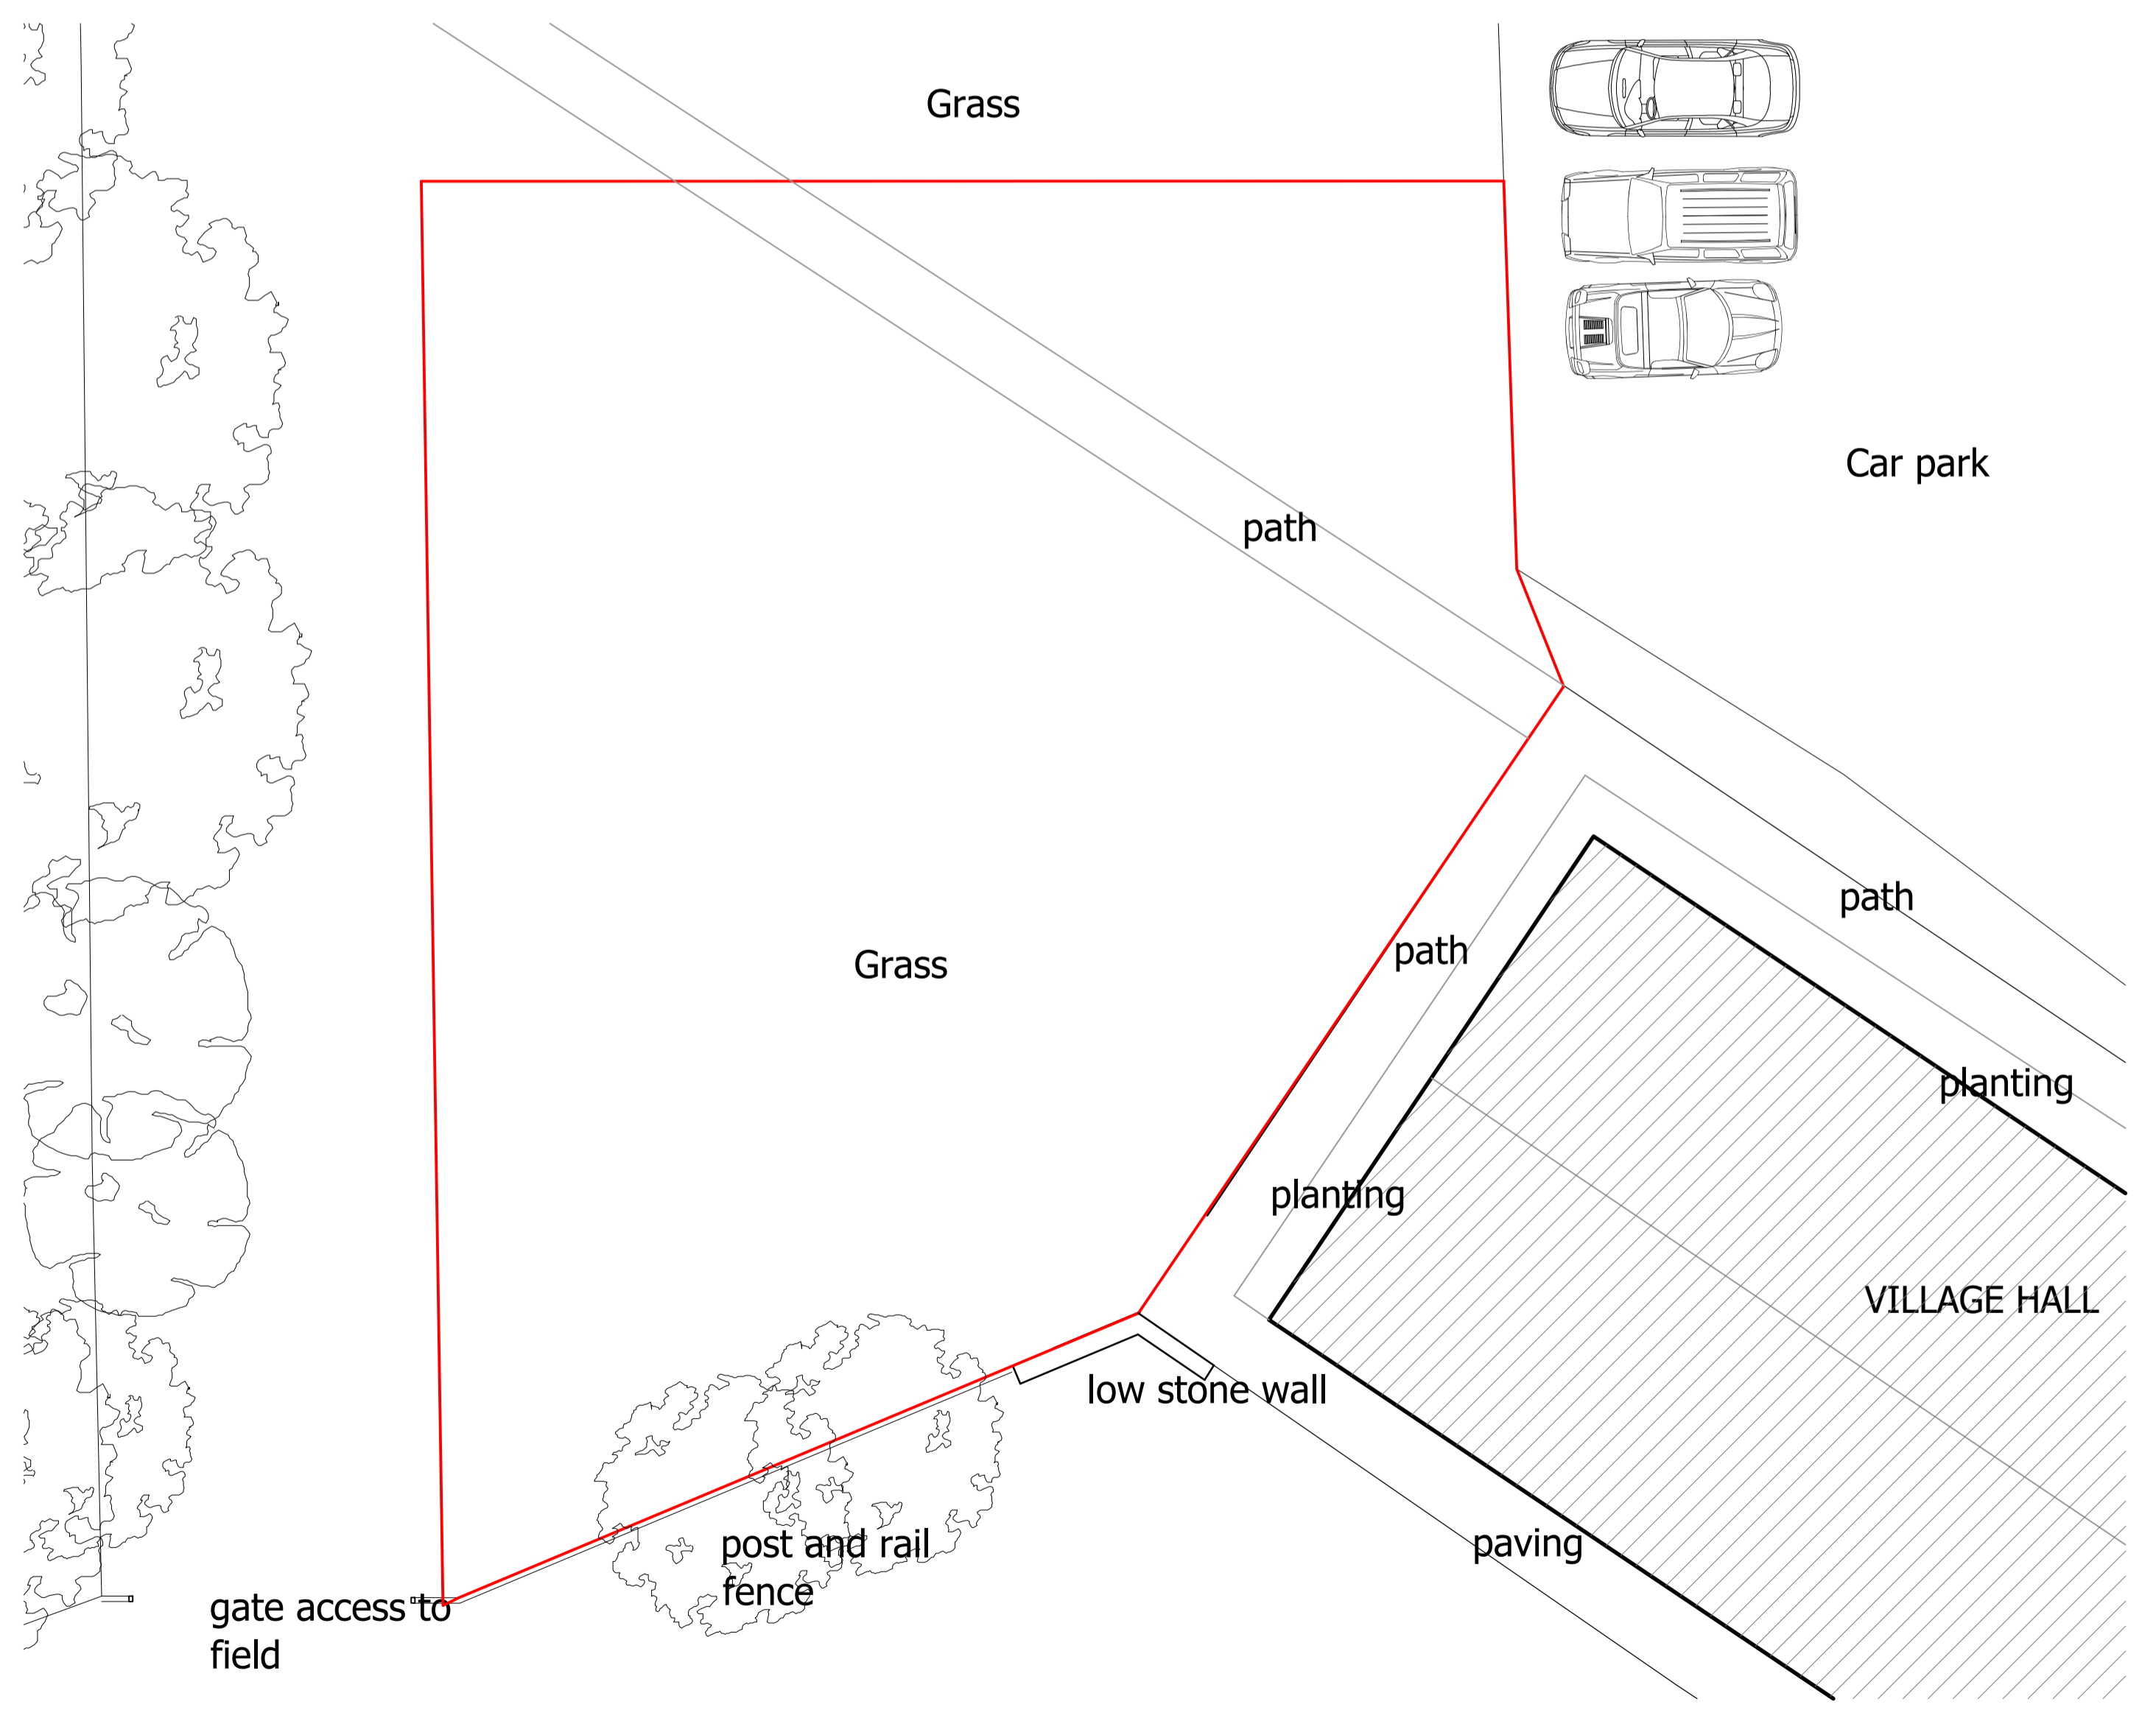 Grass
Car park
path
path
path
Grass
planting
planting
VILLAGE HALL
low stone wall
post and rail
fence
paving
gate access to
field